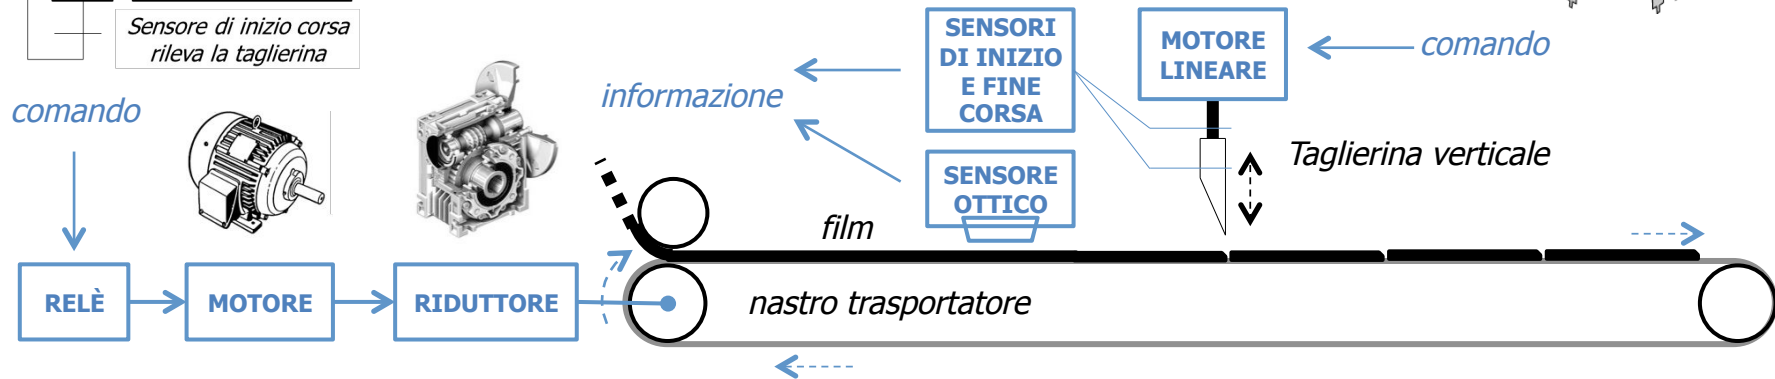 Sensore di inizio corsa
rileva la taglierina
comando
informazione
SENSORI
DI INIZIO
E FINE
CORSA
MOTORE
LINEARE
comando
Taglierina verticale
SENSORE
OTTICO
film
RELÈ
MOTORE
RIDUTTORE
nastro trasportatore